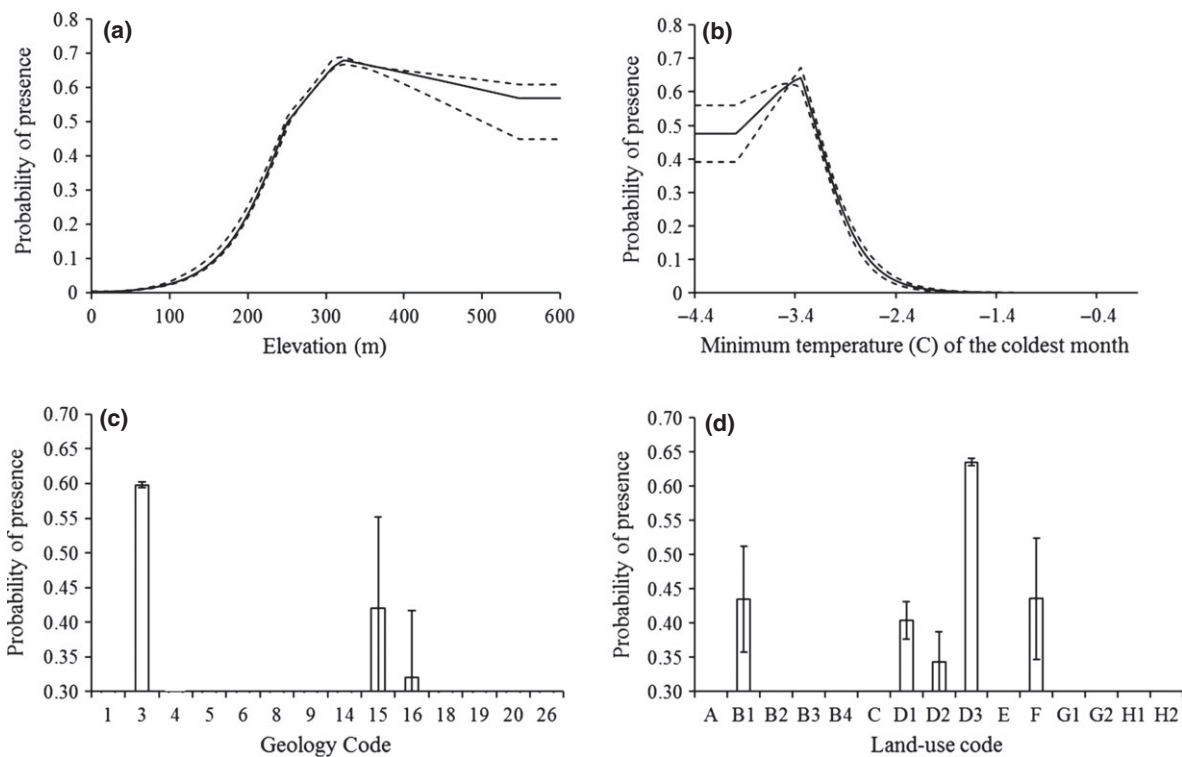 (a)
Probability of presence
0.8
0.7
0.6
0.5
0.4
0.3
0.2
0.1
0
0 100 200 300 400 500 600
Elevation (m)
(b)
Probability of presence
0.8
0.7
0.6
0.5
0.4
0.3
0.2
0.1
0
−4.4 −3.4 −2.4 −1.4 −0.4
Minimum temperature (C) of the coldest month
(c)
Probability of presence
0.70
0.65
0.60
0.55
0.50
0.45
0.40
0.35
0.30
1 3 4 5 6 8 9 14 15 16 18 19 20 26
Geology Code
(d)
Probability of presence
0.70
0.65
0.60
0.55
0.50
0.45
0.40
0.35
0.30
A B1 B2 B3 B4 C D1 D2 D3 E F G1 G2 H1 H2
Land-use code